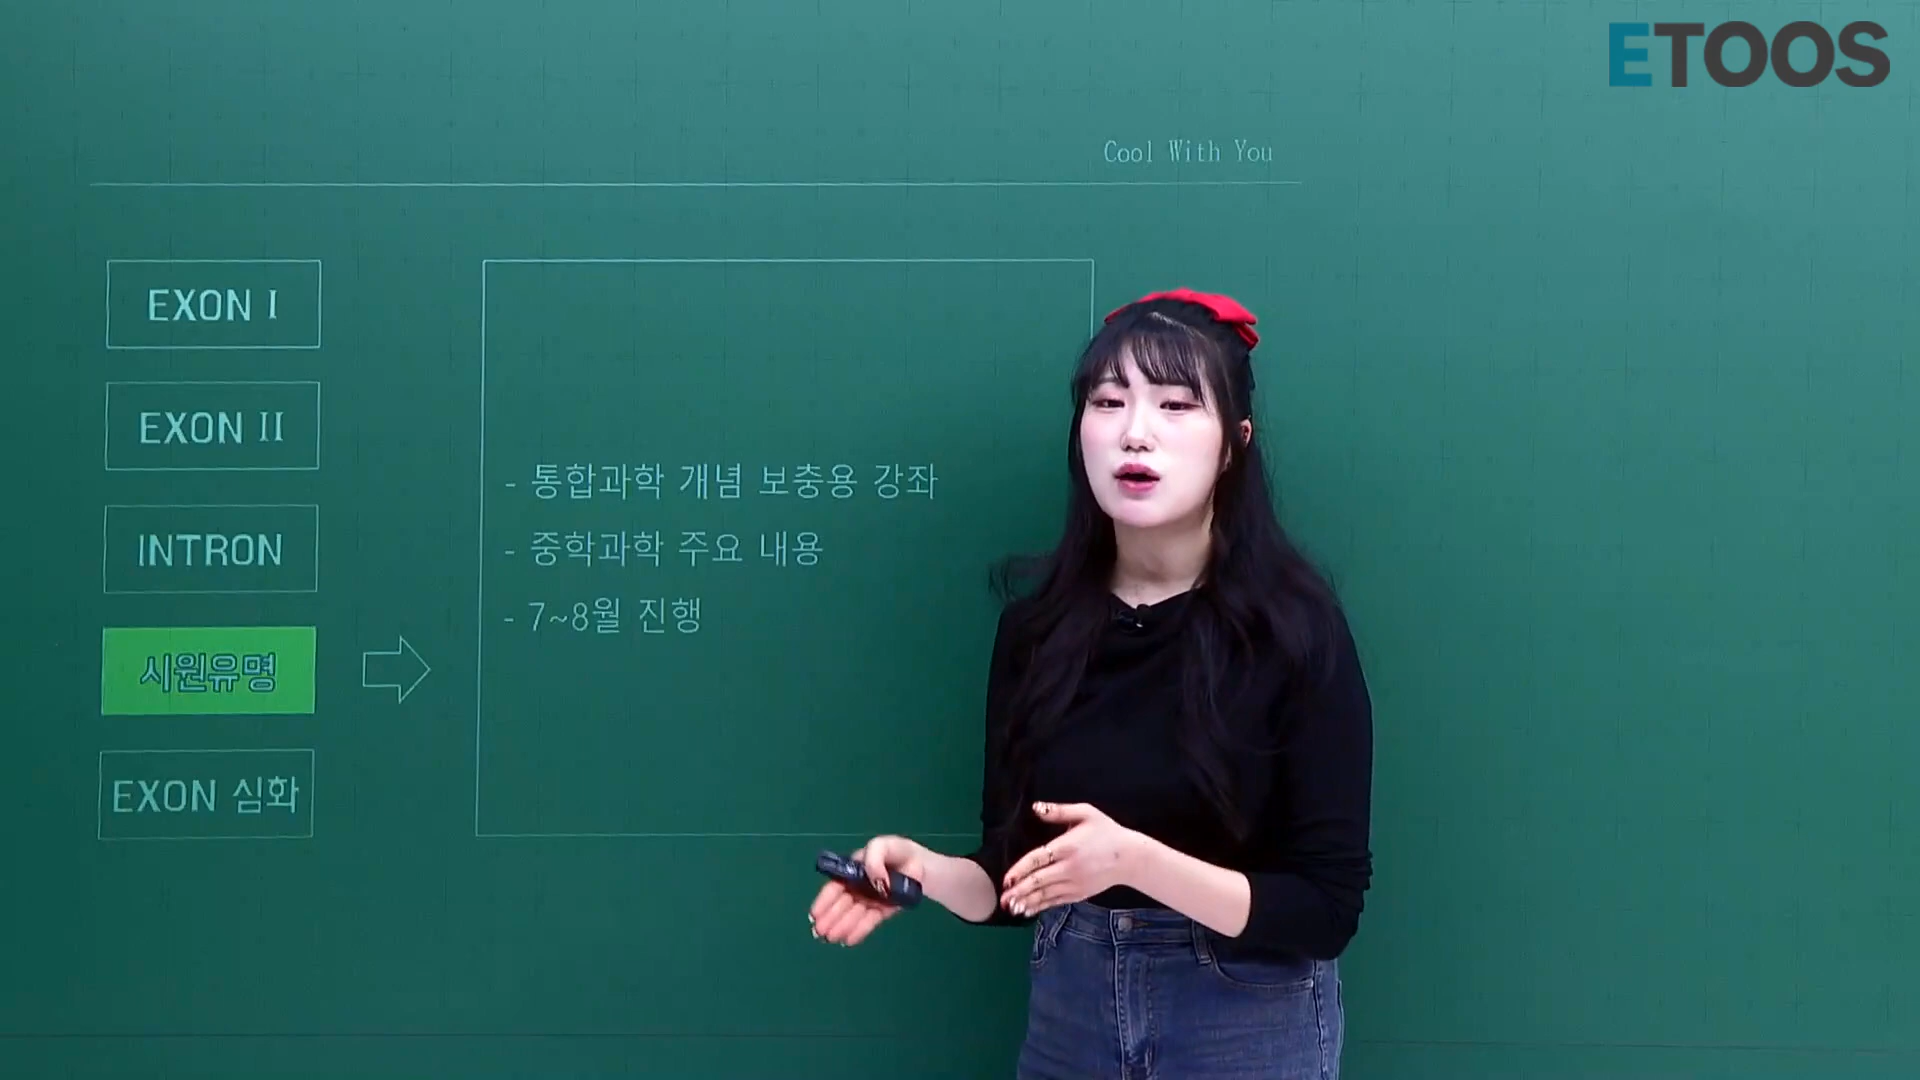 ETOOS
Cool With You
EXON I
EXON II
INTRON
시원유명
EXON 심화
- 통합과학 개념 보충용 강좌
- 중학과학 주요 내용
- 7~8월 진행